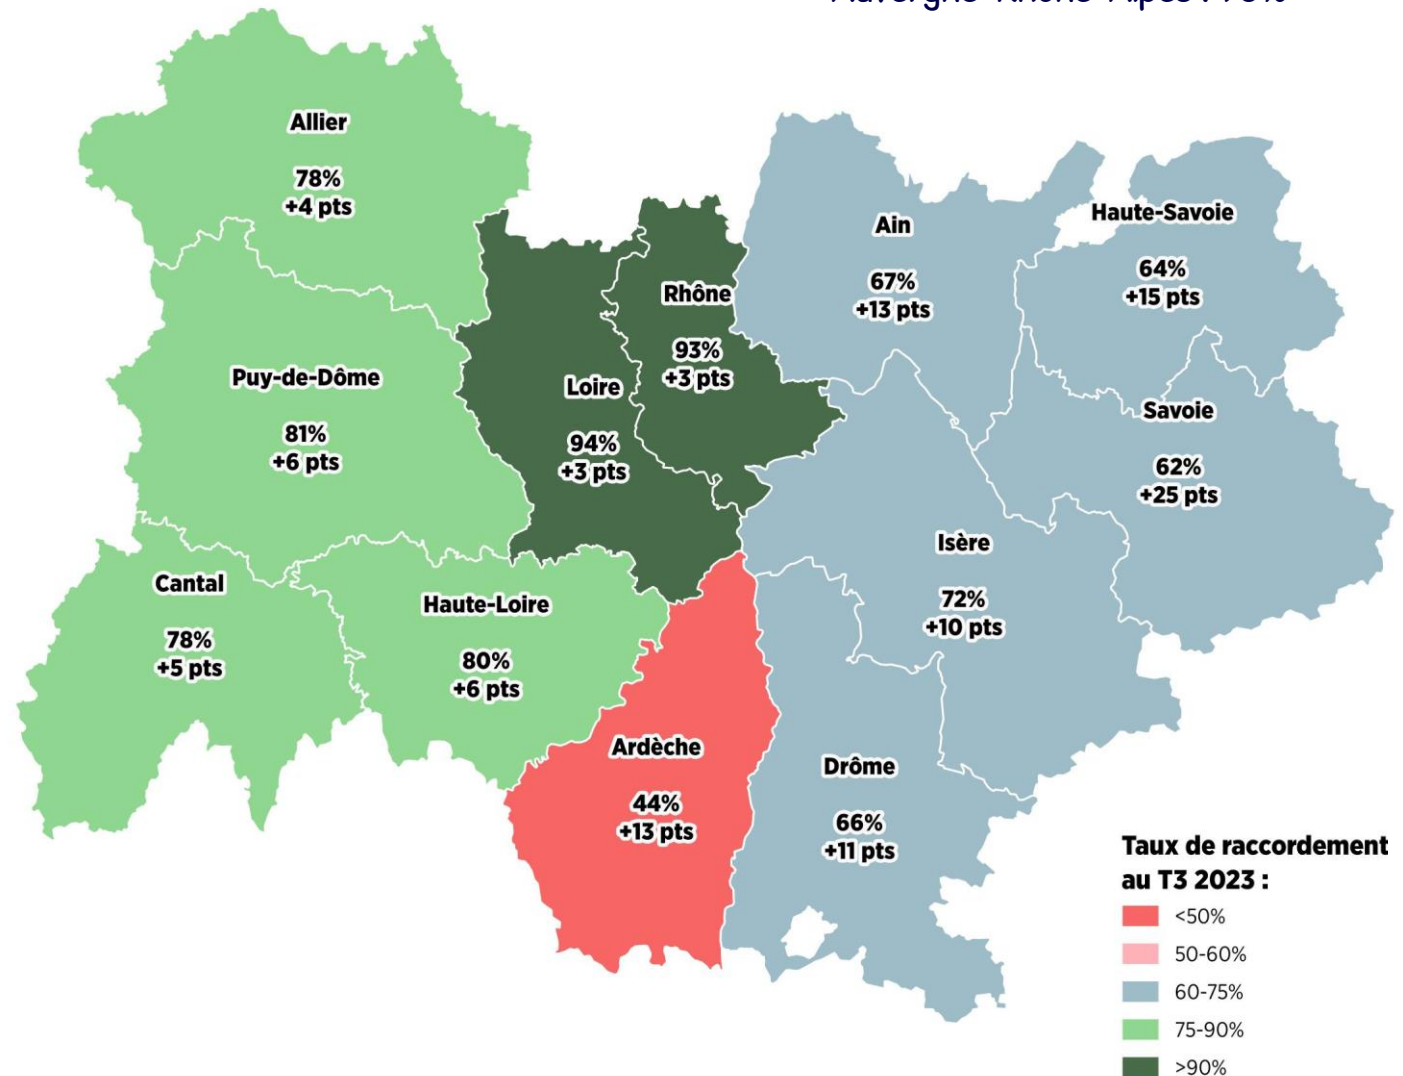 Allier
78%
+4 pts
Ain
67%
+13 pts
Haute-Savoie
64%
+15 pts
Rhône
93%
+3 pts
Puy-de-Dôme
81%
+6 pts
Loire
94%
+3 pts
Savoie
62%
+25 pts
Cantal
78%
+5 pts
Haute-Loire
80%
+6 pts
Isère
72%
+10 pts
Ardèche
44%
+13 pts
Drôme
66%
+11 pts
Taux de raccordement
au T3 2023 :
<50%
50-60%
60-75%
75-90%
>90%